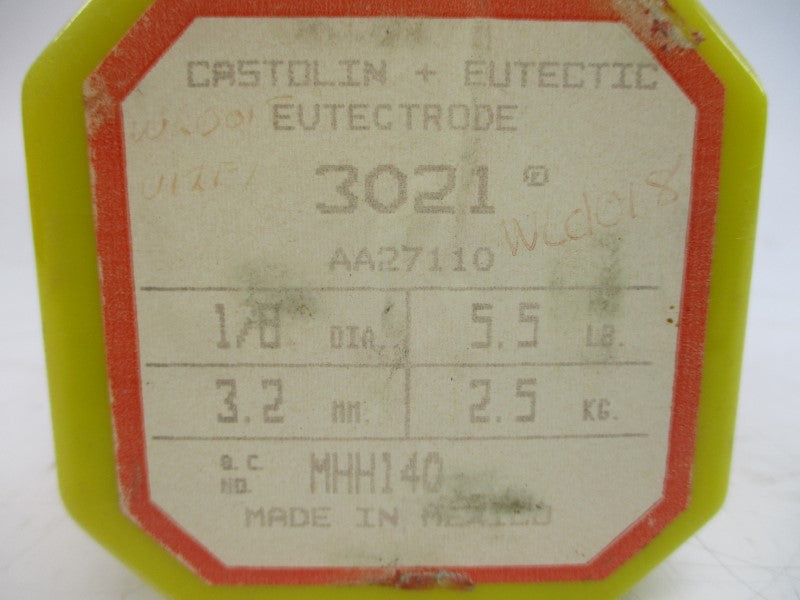 CASTOLIN + EUTECTIC
EUTECTRODE
3021 ®
AA27110
1/8 DIA. 5.5 LB.
3.2 MM. 2.5 KG.
Q.C. NO. MHH140
MADE IN MEXICO